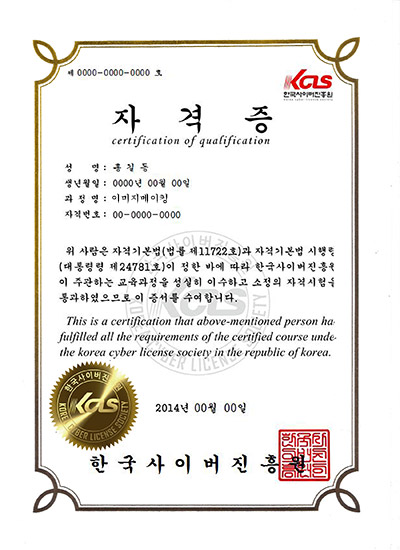 제 0000-0000-0000 호
KCLS
한국사이버진흥원
자 격 증
certification of qualification
성 명 : 홍 길 동
생년월일 : 0000년 00월 00일
과 정 명 : 이미지메이킹
자격번호 : 00-0000-0000
위 사람은 자격기본법(법률 제11722호)과 자격기본법 시행령
(대통령령 제24781호)이 정한 바에 따라 한국사이버진흥원
이 주관하는 교육과정을 성실히 이수하고 소정의 자격시험을
통과하였으므로 이 증서를 수여합니다.
This is a certification that above-mentioned person ha
fulfilled all the requirements of the certified course unde
the korea cyber license society in the republic of korea.
한국사이버진흥원
KCLS
KOREA CYBER LICENSE SOCIETY
2014년 00월 00일
한국사이버진흥원